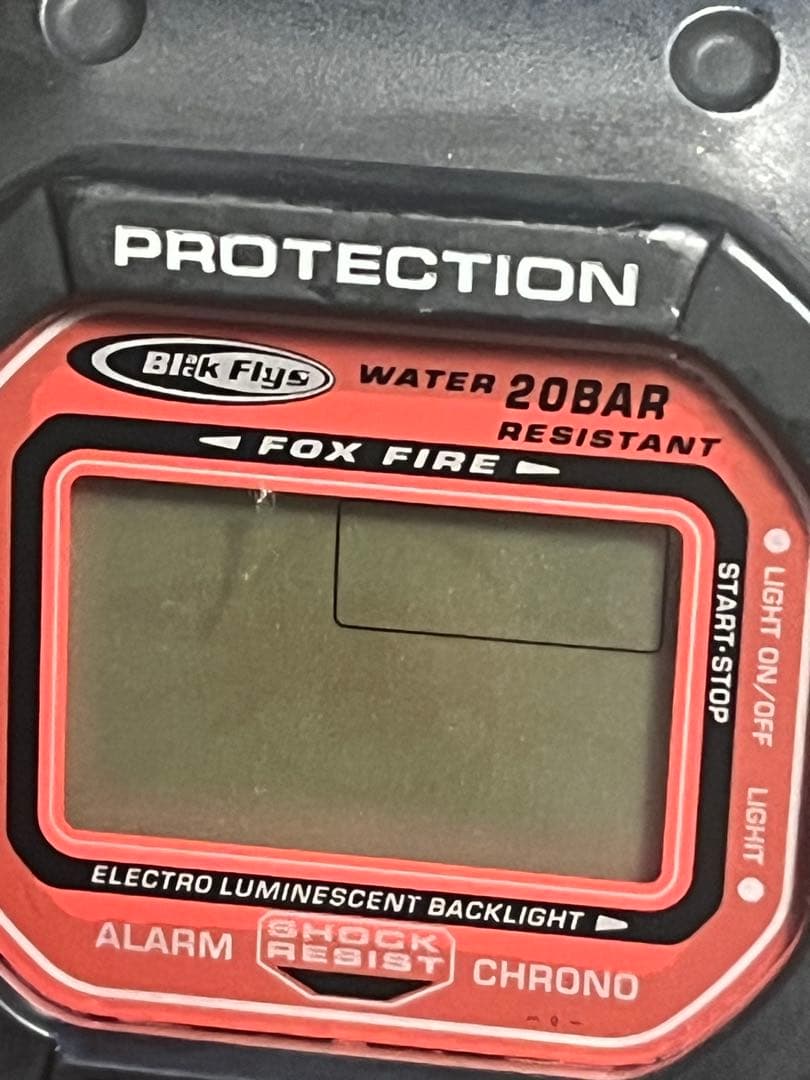 PROTECTION
Black Flys
WATER 20BAR
RESISTANT
FOX FIRE
LIGHT ON/OFF
START·STOP
LIGHT
ELECTRO LUMINESCENT BACKLIGHT
ALARM
SHOCK
RESIST
CHRONO